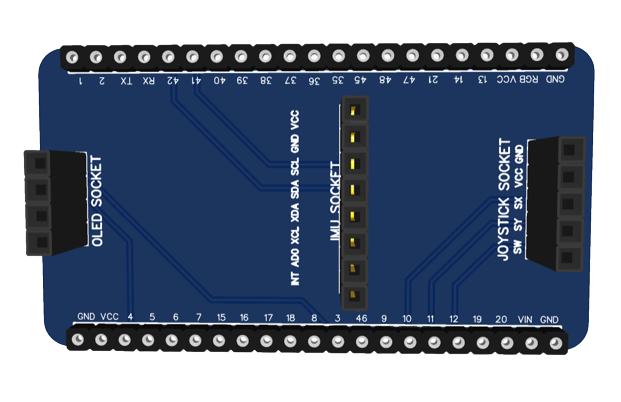 1 2 TX RX 42 41 40 39 38 37 36 35 45 48 47 21 14 13 VCC RGB GND
OLED SOCKET
INT AD0 XCL XDA SDA SCL GND VCC
IMU SOCKET
JOYSTICK SOCKET
SW SY SX VCC GND
GND VCC 4 5 6 7 15 16 17 18 8 3 46 9 10 11 12 19 20 VIN GND